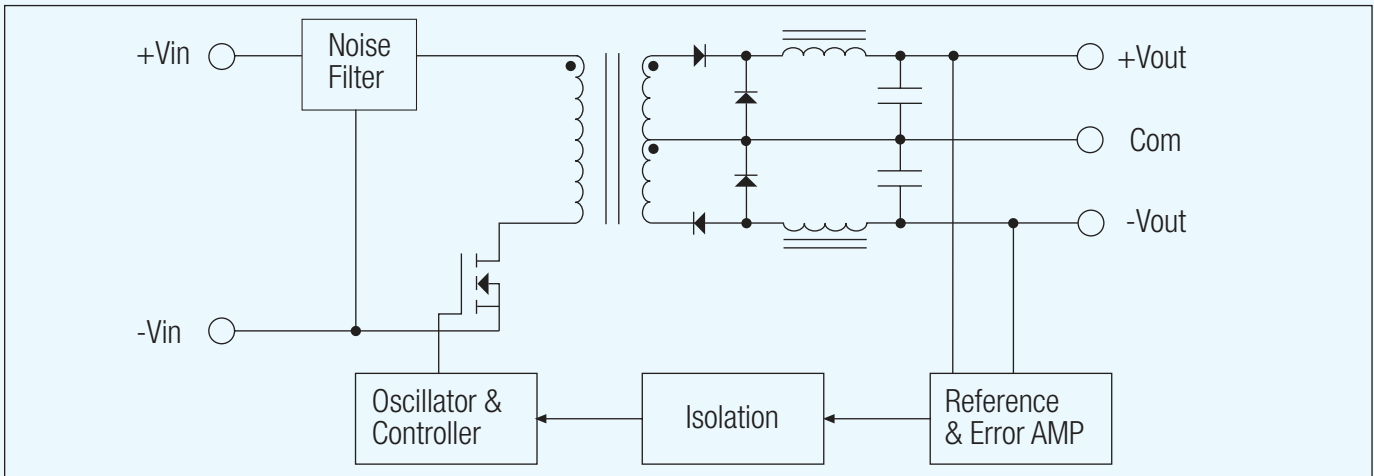 +Vin
Noise
Filter
+Vout
Com
-Vout
-Vin
Oscillator &
Controller
Isolation
Reference
& Error AMP